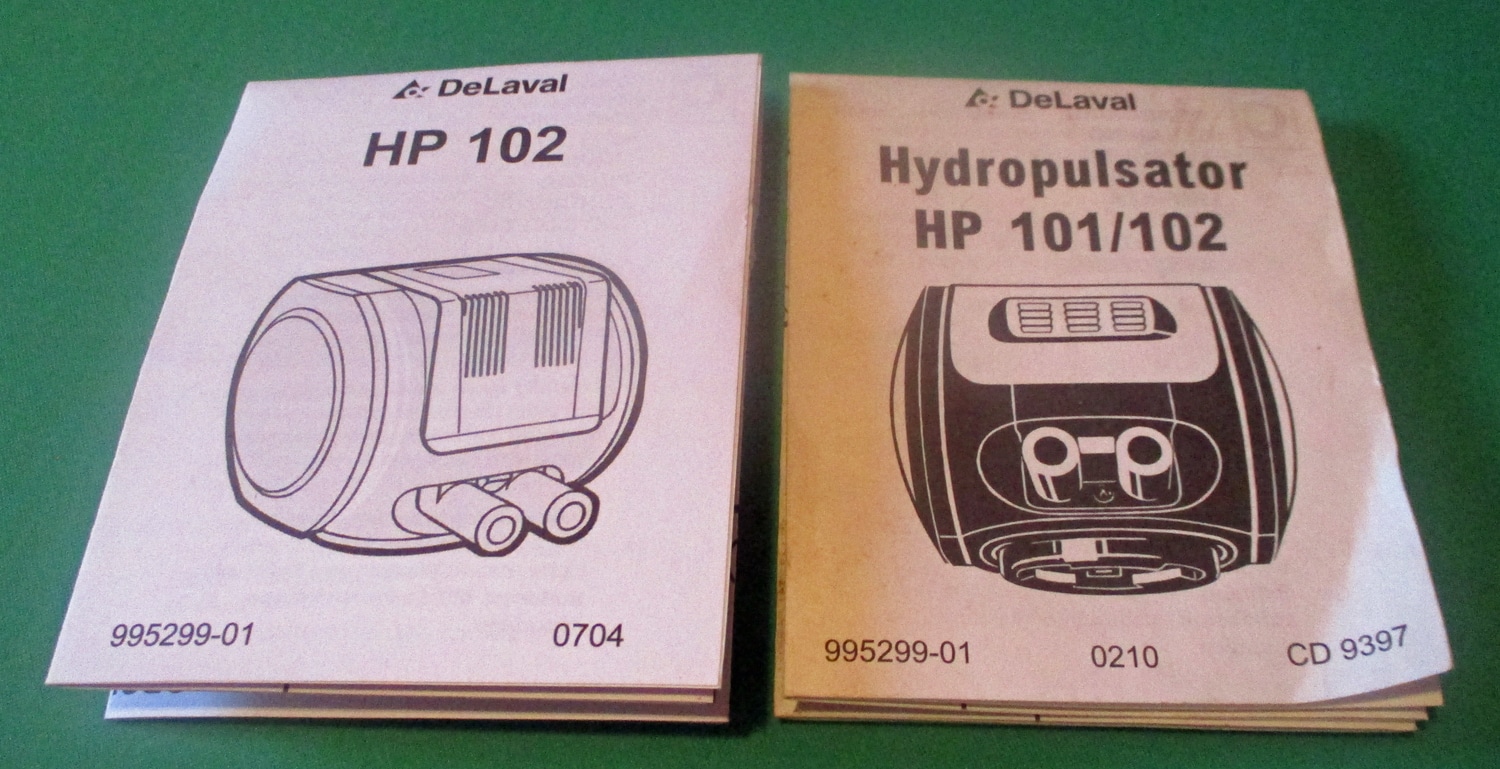 DeLaval
HP 102
995299-01 0704
DeLaval
Hydropulsator
HP 101/102
995299-01 0210 CD 9397